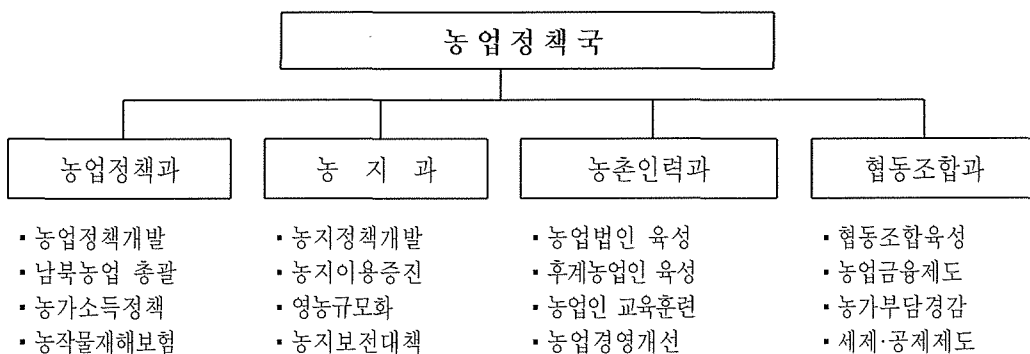 농업정책국
농업정책과
▪ 농업정책개발
▪ 남북농업 총괄
▪ 농가소득정책
▪ 농작물재해보험
농 지 과
▪ 농지정책개발
▪ 농지이용증진
▪ 영농규모화
▪ 농지보전대책
농촌인력과
▪ 농업법인 육성
▪ 후계농업인 육성
▪ 농업인 교육훈련
▪ 농업경영개선
협동조합과
▪ 협동조합육성
▪ 농업금융제도
▪ 농가부담경감
▪ 세제·공제제도